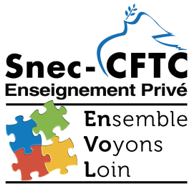 Snec-CFTC
Enseignement Privé
Ensemble
Voyons
Loin